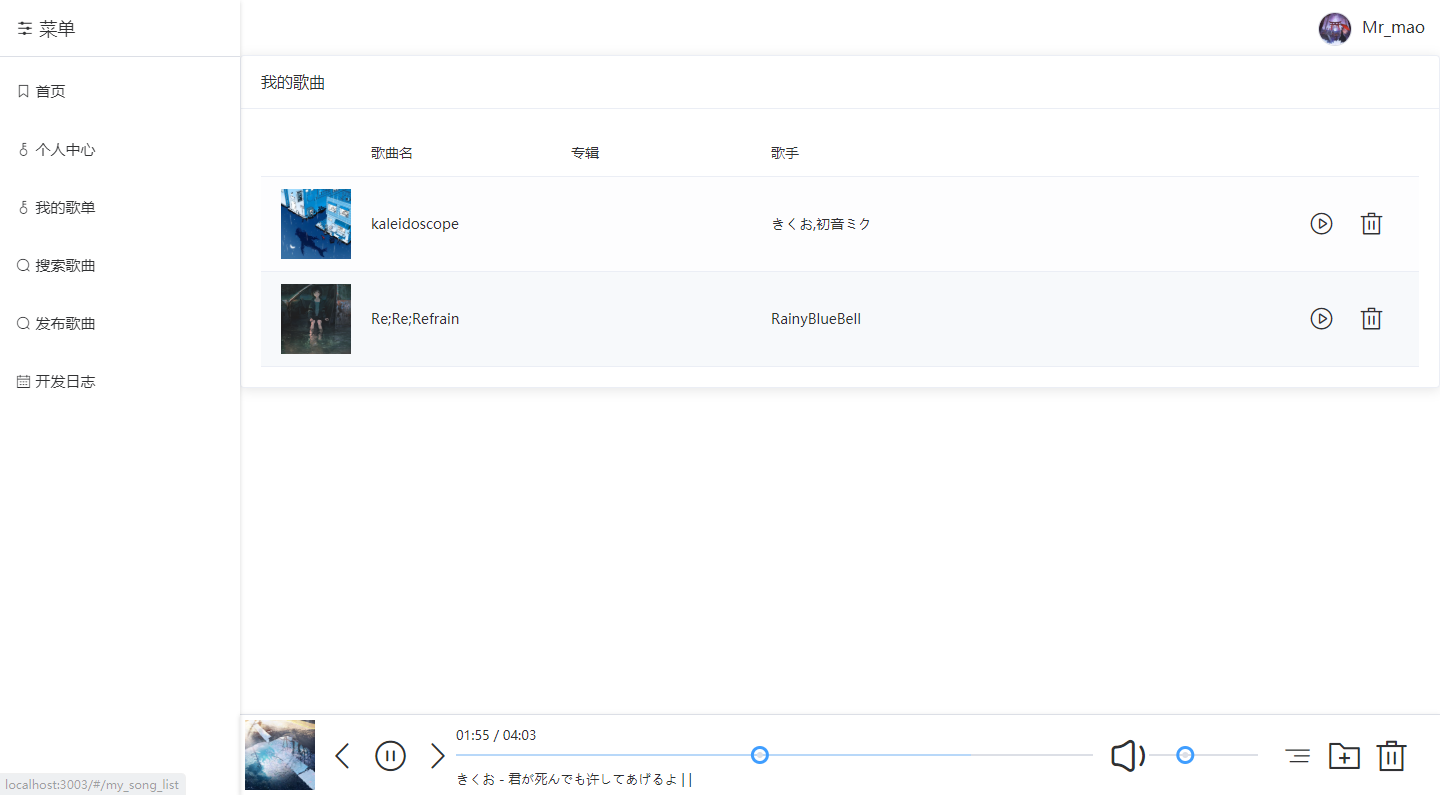 菜单
Mr_mao
首页
个人中心
我的歌单
搜索歌曲
发布歌曲
开发日志
我的歌曲
歌曲名 专辑 歌手
kaleidoscope きくお,初音ミク
Re;Re;Refrain RainyBlueBell
01:55 / 04:03
きくお - 君が死んでも許してあげるよ||
localhost:3003/#/my_song_list